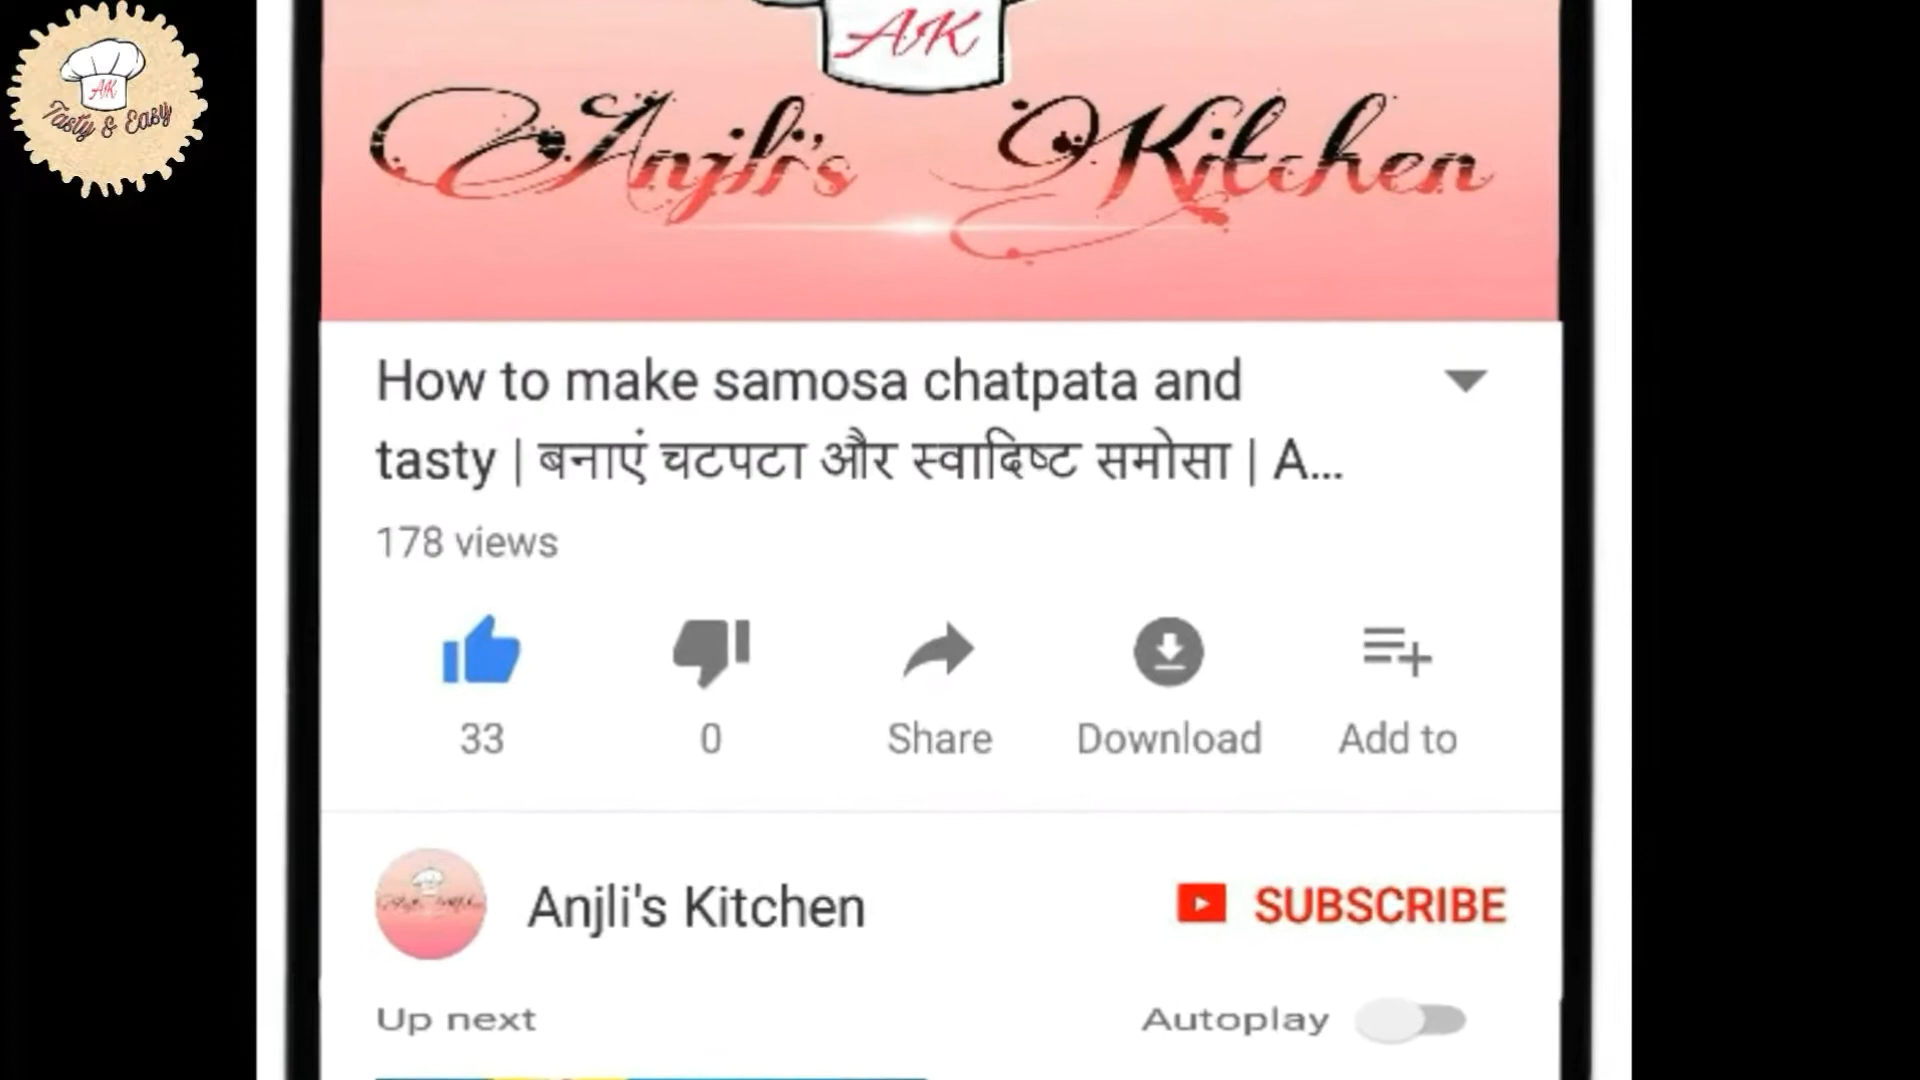 AK
Tasty & Easy
AK
Anjli's Kitchen
How to make samosa chatpata and
tasty | बनाएं चटपटा और स्वादिष्ट समोसा | A...
178 views
33
0
Share
Download
Add to
Anjli's Kitchen
SUBSCRIBE
Up next
Autoplay